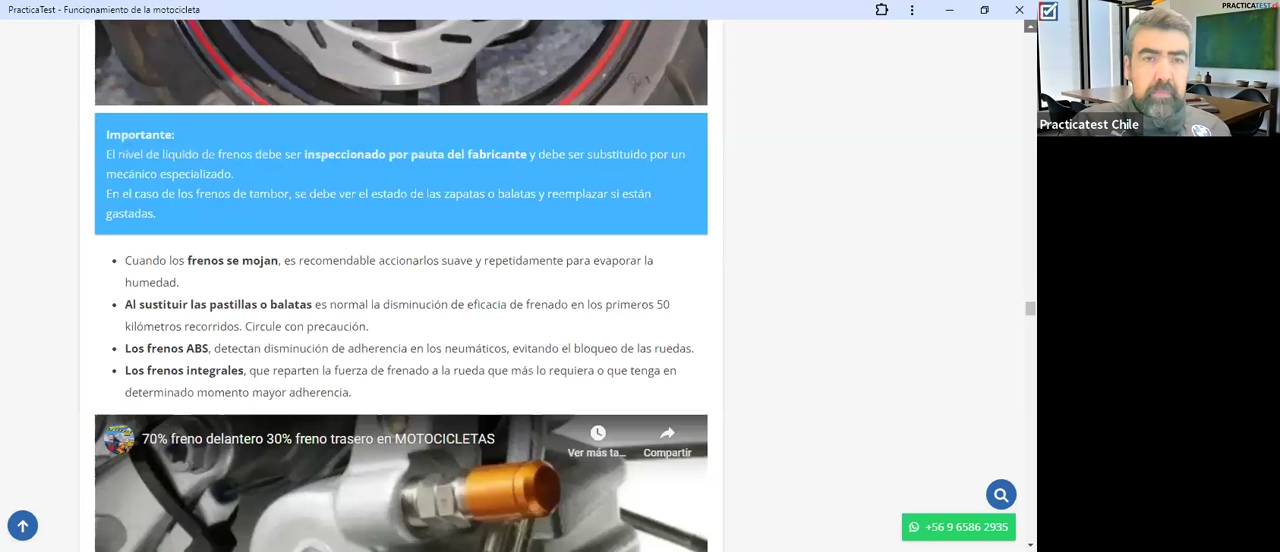 PracticaTest - Funcionamiento de la motocicleta
PRACTICATEST.cl
Practicatest Chile
Importante:
El nivel de líquido de frenos debe ser inspeccionado por pauta del fabricante y debe ser substituido por un
mecánico especializado.
En el caso de los frenos de tambor, se debe ver el estado de las zapatas o balatas y reemplazar si están
gastadas.
• Cuando los frenos se mojan, es recomendable accionarlos suave y repetidamente para evaporar la
humedad.
• Al sustituir las pastillas o balatas es normal la disminución de eficacia de frenado en los primeros 50
kilómetros recorridos. Circule con precaución.
• Los frenos ABS, detectan disminución de adherencia en los neumáticos, evitando el bloqueo de las ruedas.
• Los frenos integrales, que reparten la fuerza de frenado a la rueda que más lo requiera o que tenga en
determinado momento mayor adherencia.
70% freno delantero 30% freno trasero en MOTOCICLETAS
Ver más ta...
Compartir
+56 9 6586 2935